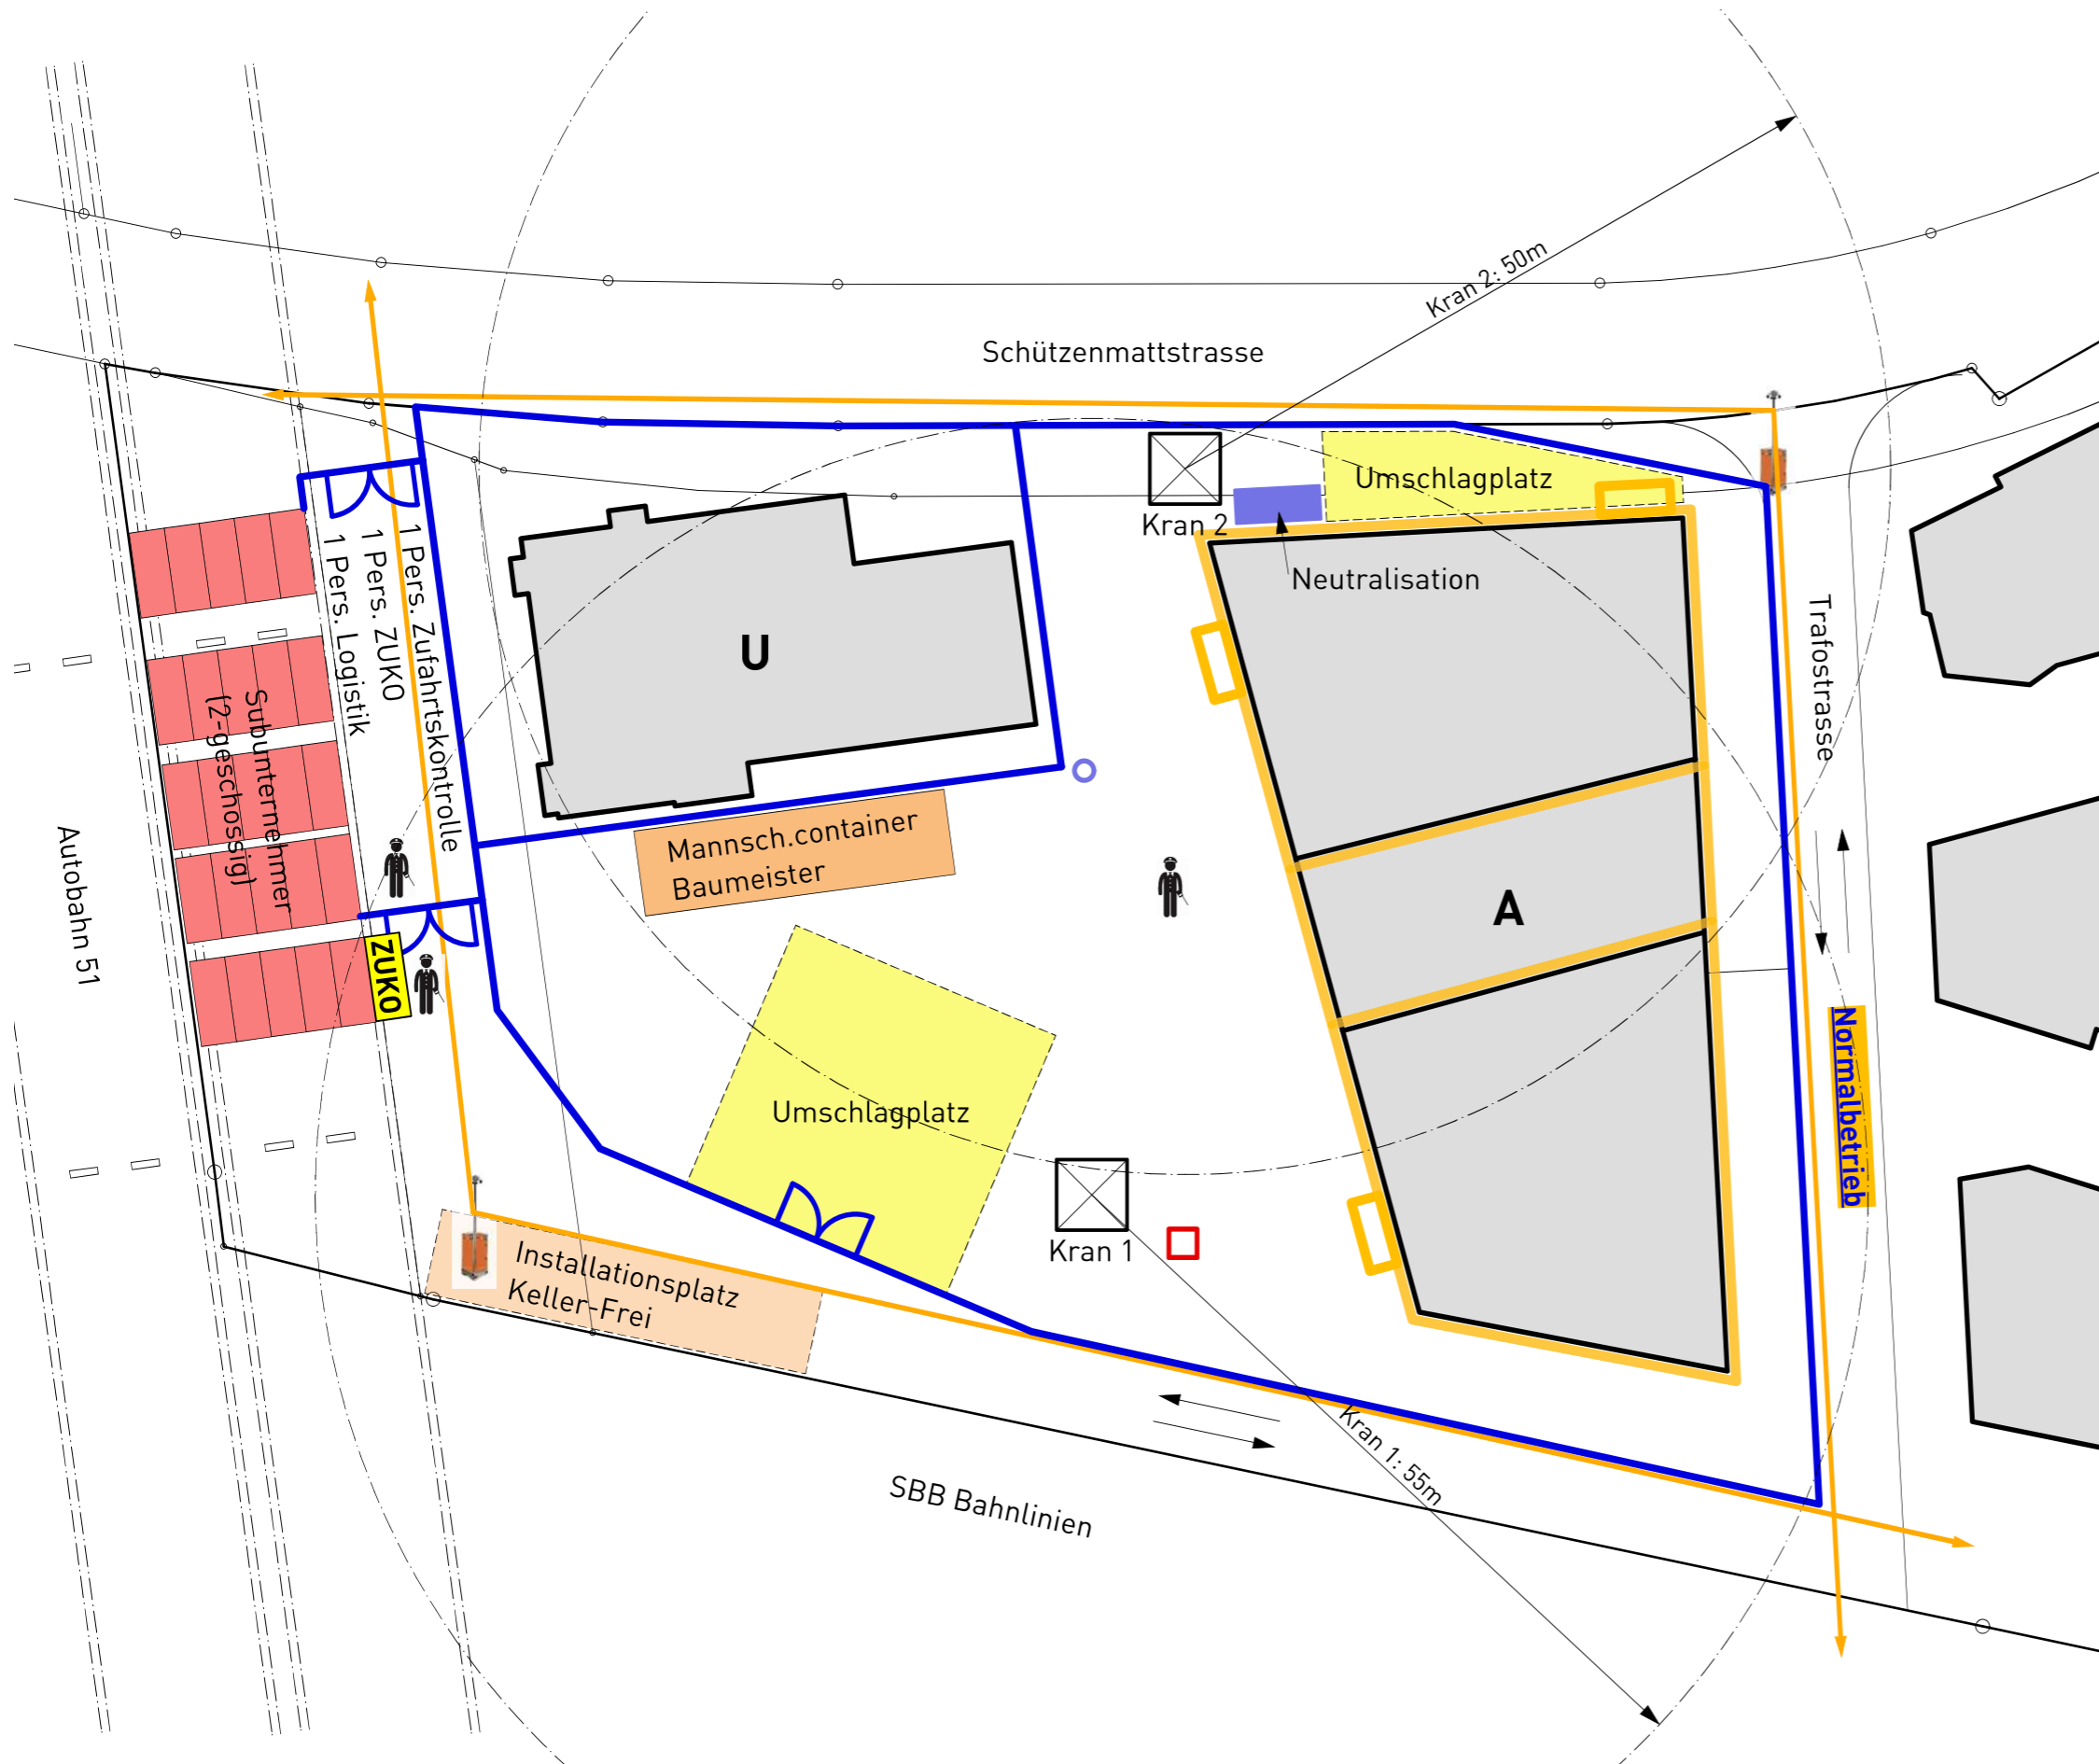 Kran 2: 50m
Schützenmattstrasse
Umschlagplatz
Kran 2
Neutralisation
1 Pers. Zufahrtskontrolle
1 Pers. ZUKO
1 Pers. Logistik
U
Trafostrasse
Subunternehmer
(2-geschossig)
Mannsch.container
Baumeister
Autobahn 51
A
ZUKO
Normalbetrieb
Umschlagplatz
Kran 1
Installationsplatz
Keller-Frei
Kran 1: 55m
SBB Bahnlinien